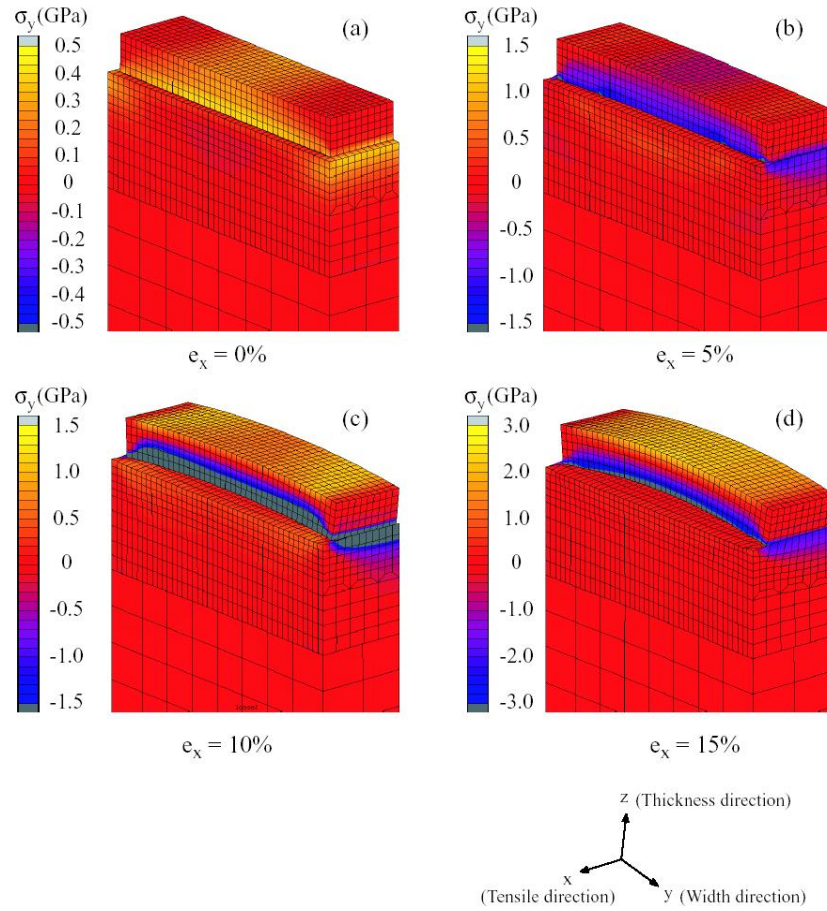 σy(GPa)
0.5
0.4
0.3
0.2
0.1
0
-0.1
-0.2
-0.3
-0.4
-0.5
(a)
ex = 0%
σy(GPa)
1.5
1.0
0.5
0
-0.5
-1.0
-1.5
(b)
ex = 5%
σy(GPa)
1.5
1.0
0.5
0
-0.5
-1.0
-1.5
(c)
ex = 10%
σy(GPa)
3.0
2.0
1.0
0
-1.0
-2.0
-3.0
(d)
ex = 15%
z (Thickness direction)
x
(Tensile direction)
y (Width direction)